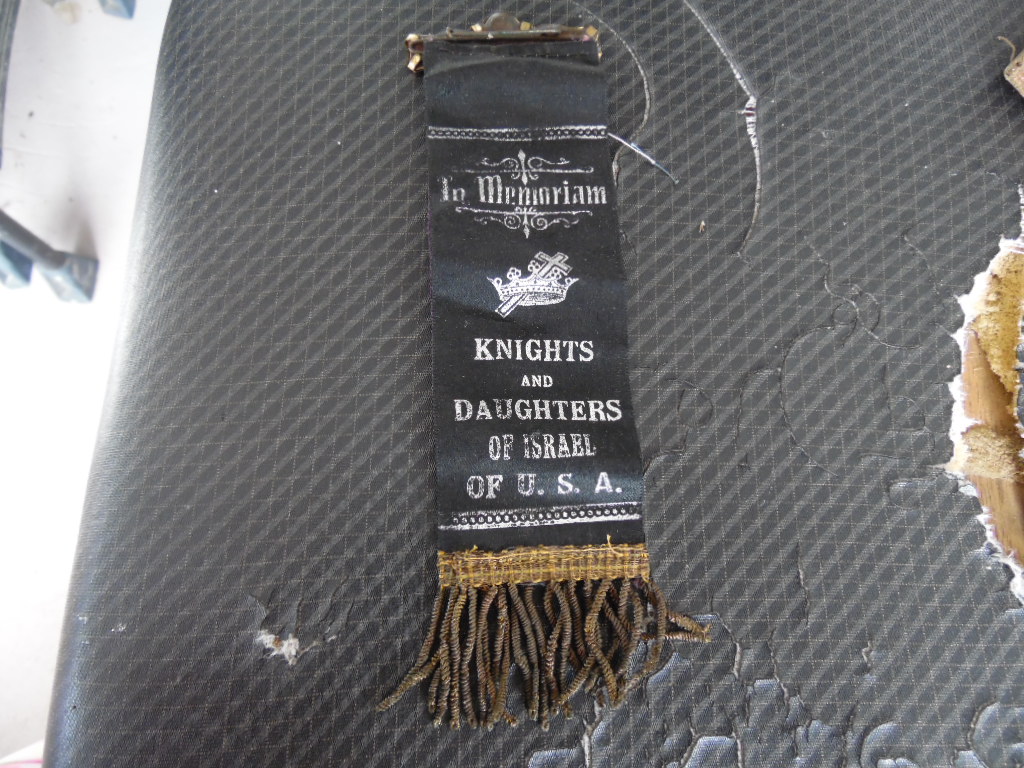 In Memoriam
KNIGHTS
AND
DAUGHTERS
OF ISRAEL
OF U. S. A.